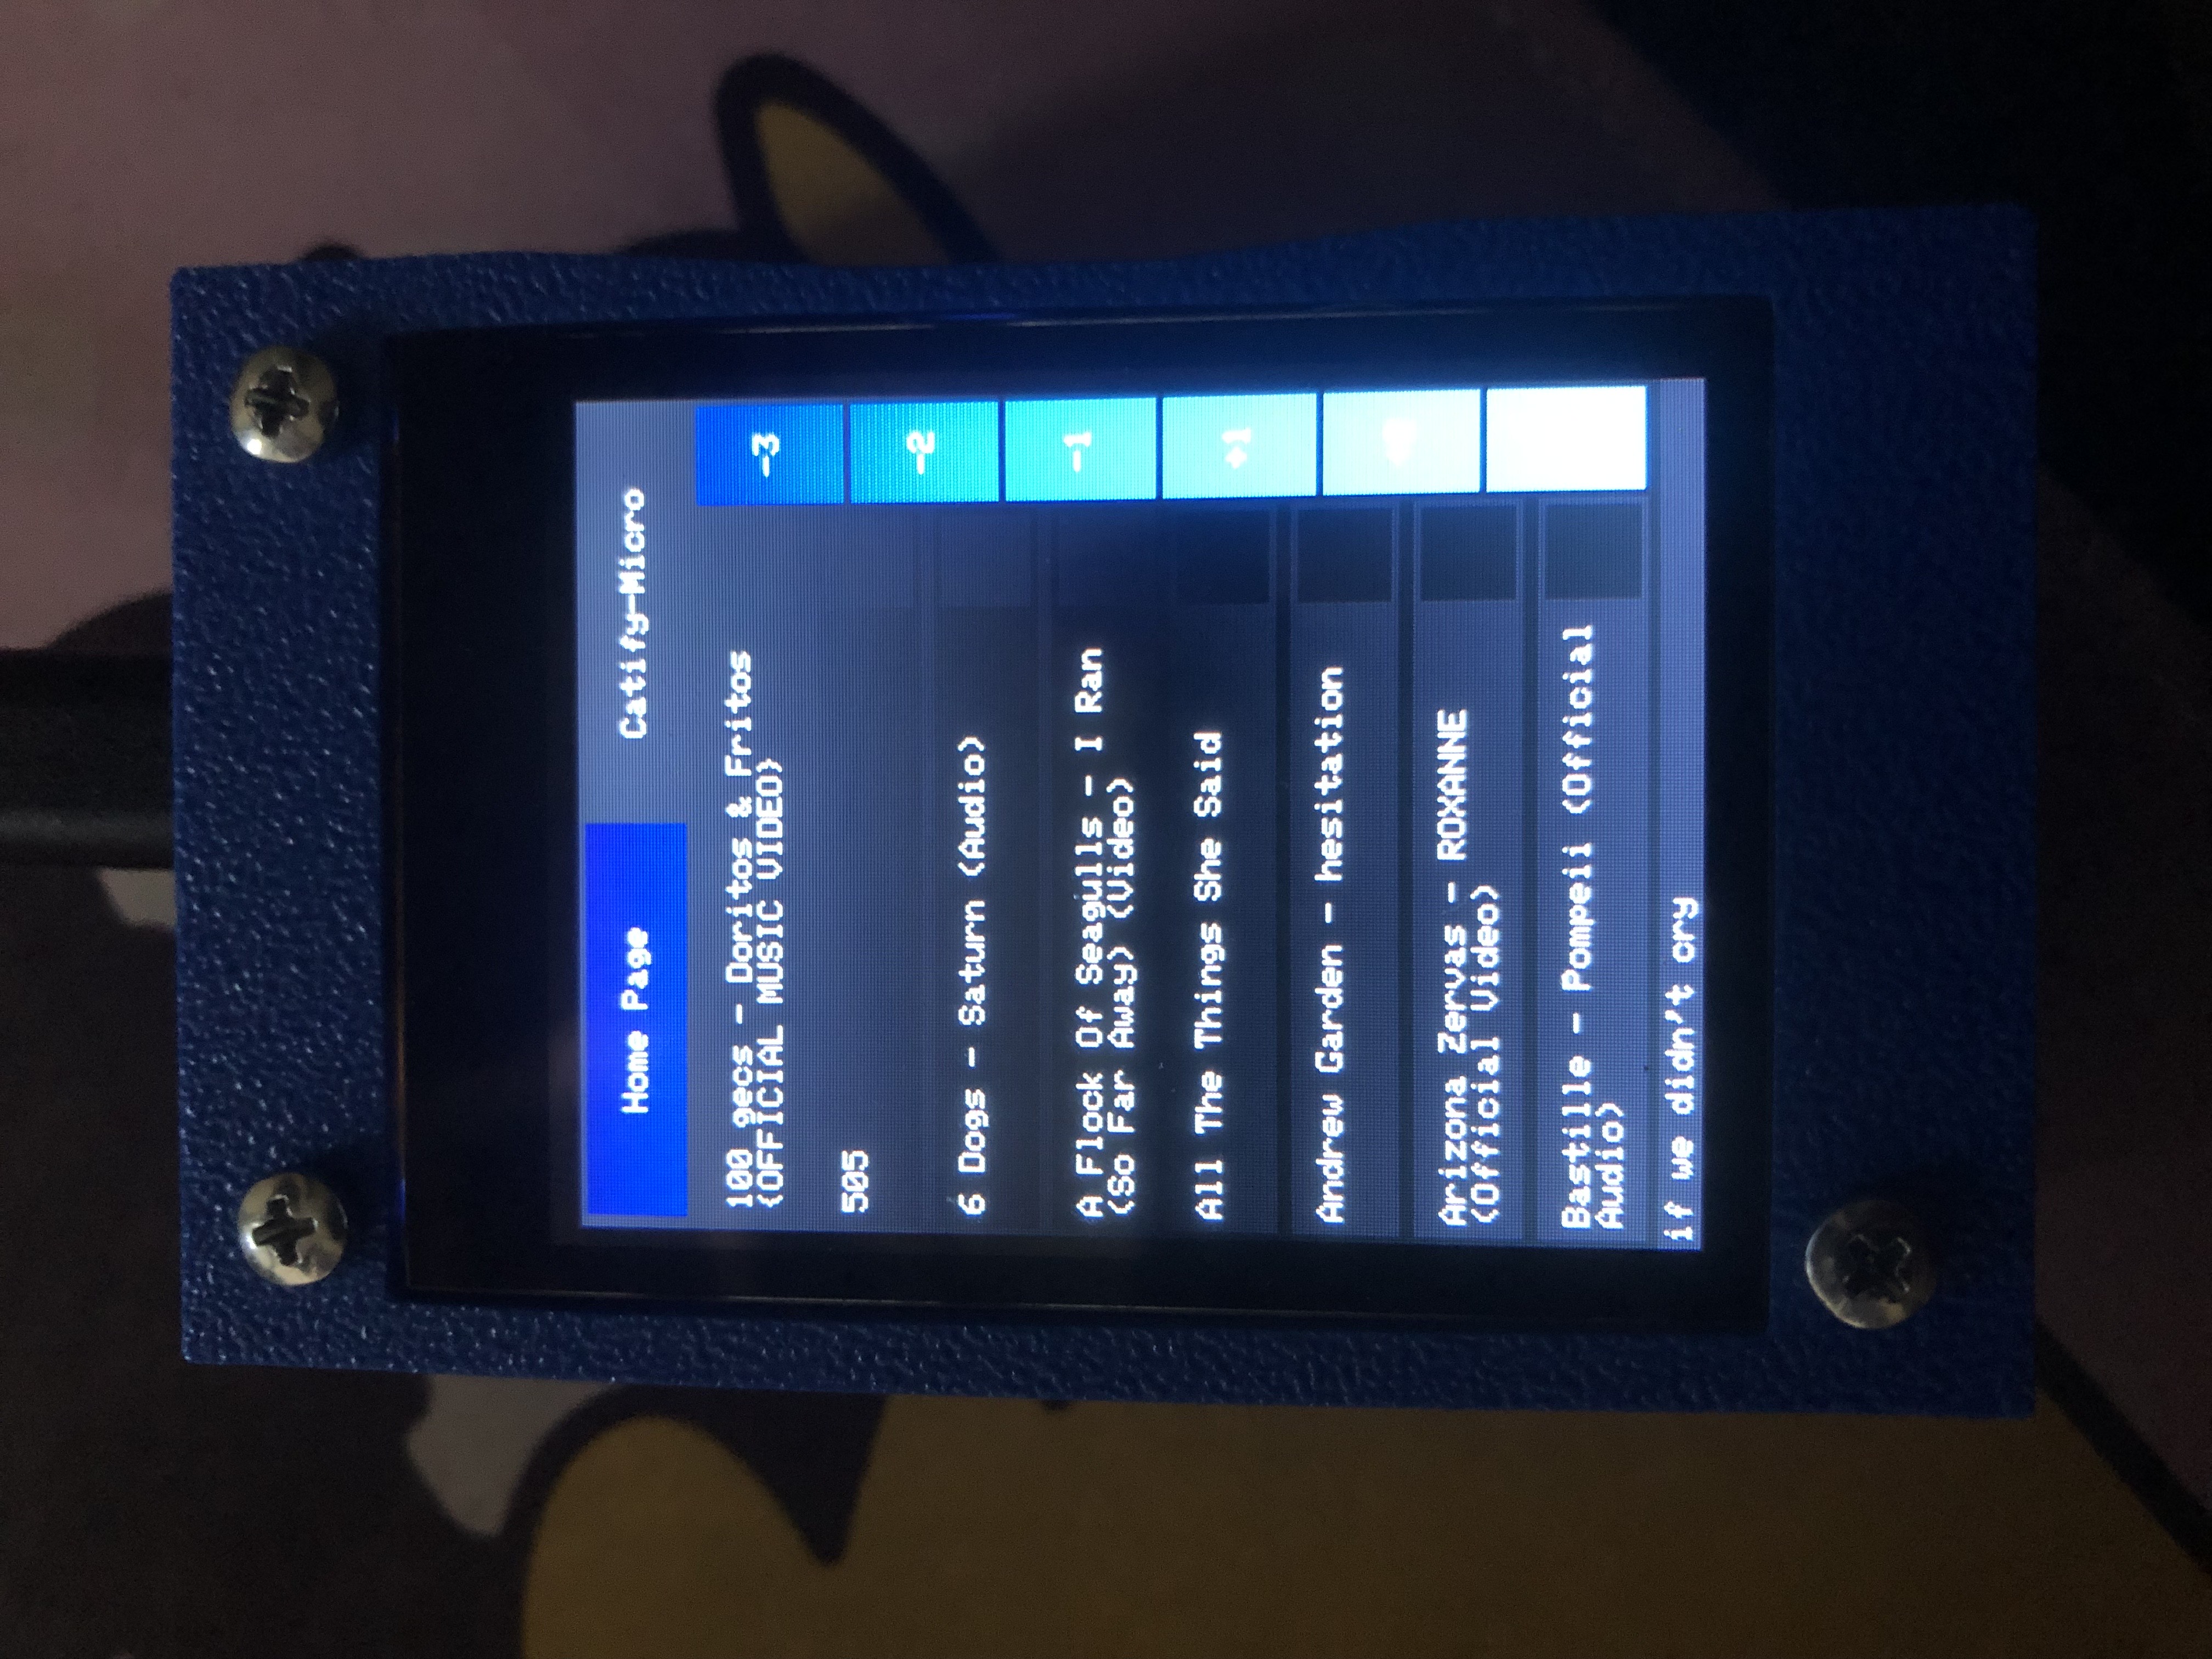 Home Page
Catify-Micro
100 gecs - Doritos & Fritos
{OFFICIAL MUSIC VIDEO}
-3
505
-2
6 Dogs - Saturn (Audio)
-1
A Flock Of Seagulls - I Ran
(So Far Away) (Video)
All The Things She Said
+1
Andrew Garden - hesitation
Arizona Zervas - ROXANNE
(Official Video)
Bastille - Pompeii (Official
Audio)
if we didn't cry